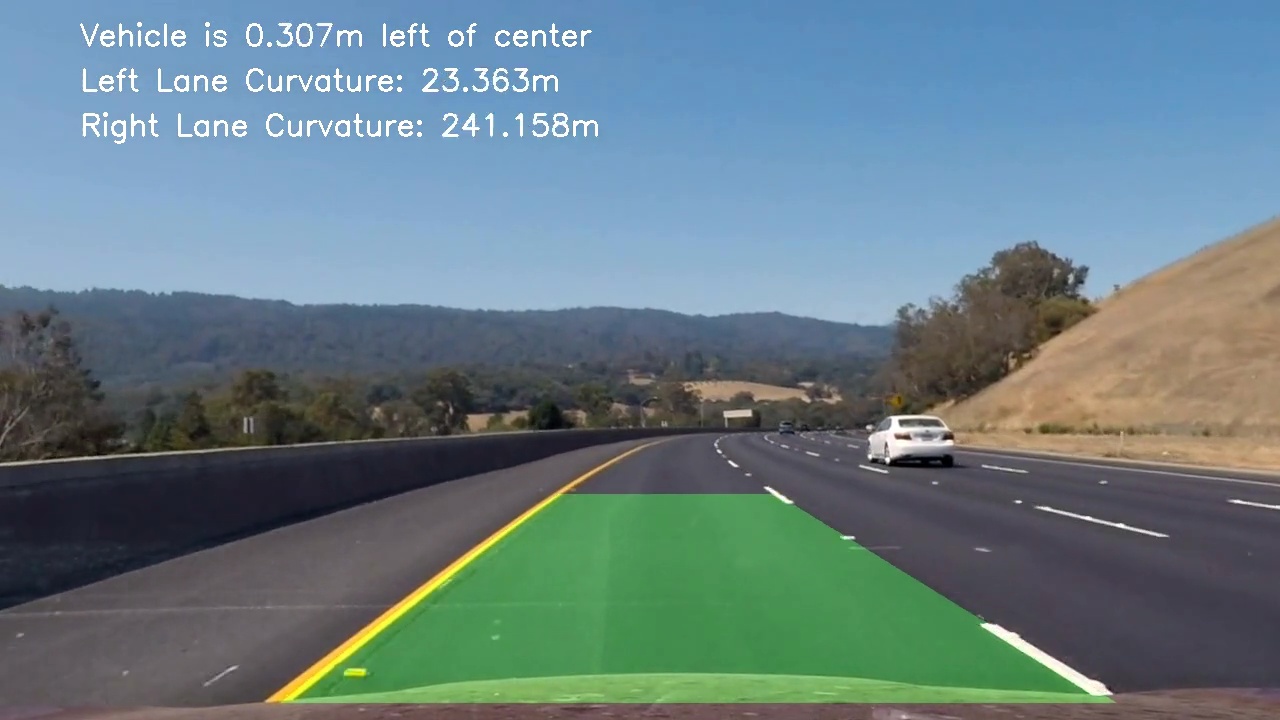 Vehicle is 0.307m left of center
Left Lane Curvature: 23.363m
Right Lane Curvature: 241.158m